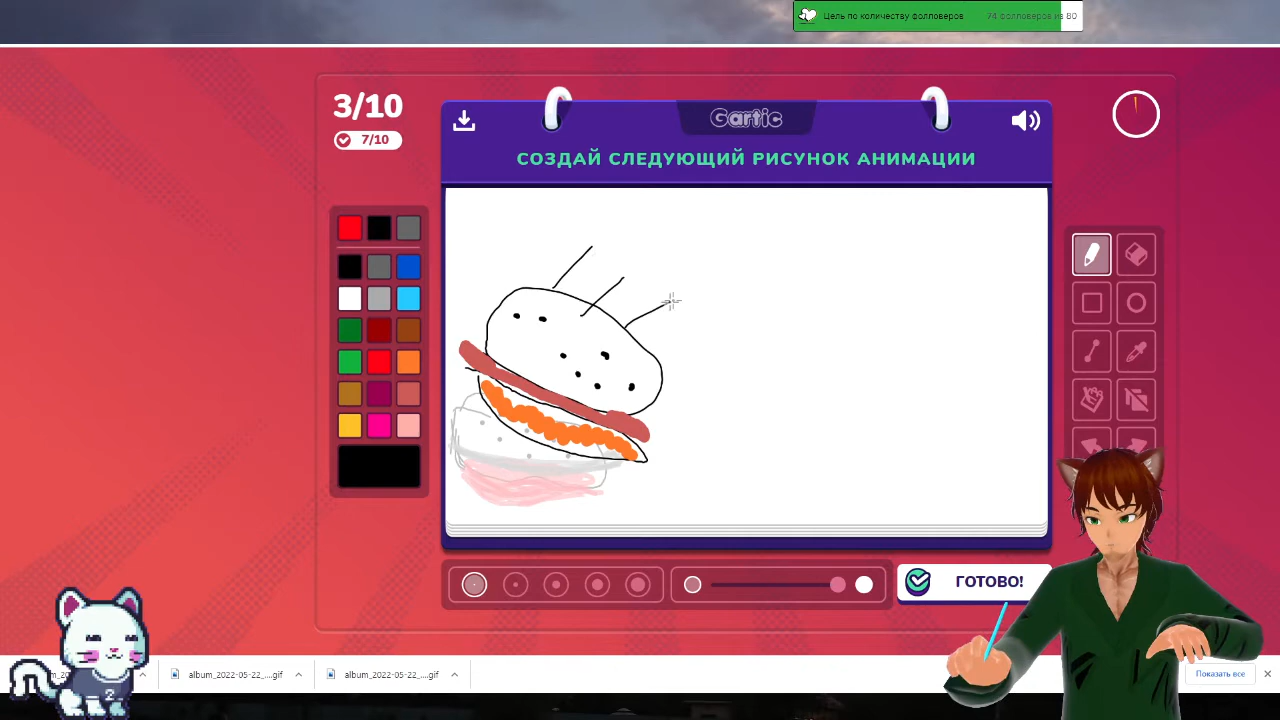 Цель по количеству фолловеров 74 фолловеров из 80
3/10
7/10
Gartic
СОЗДАЙ СЛЕДУЮЩИЙ РИСУНОК АНИМАЦИИ
ГОТОВО!
2
album_2022-05-22_....gif
album_2022-05-22_....gif
Показать все